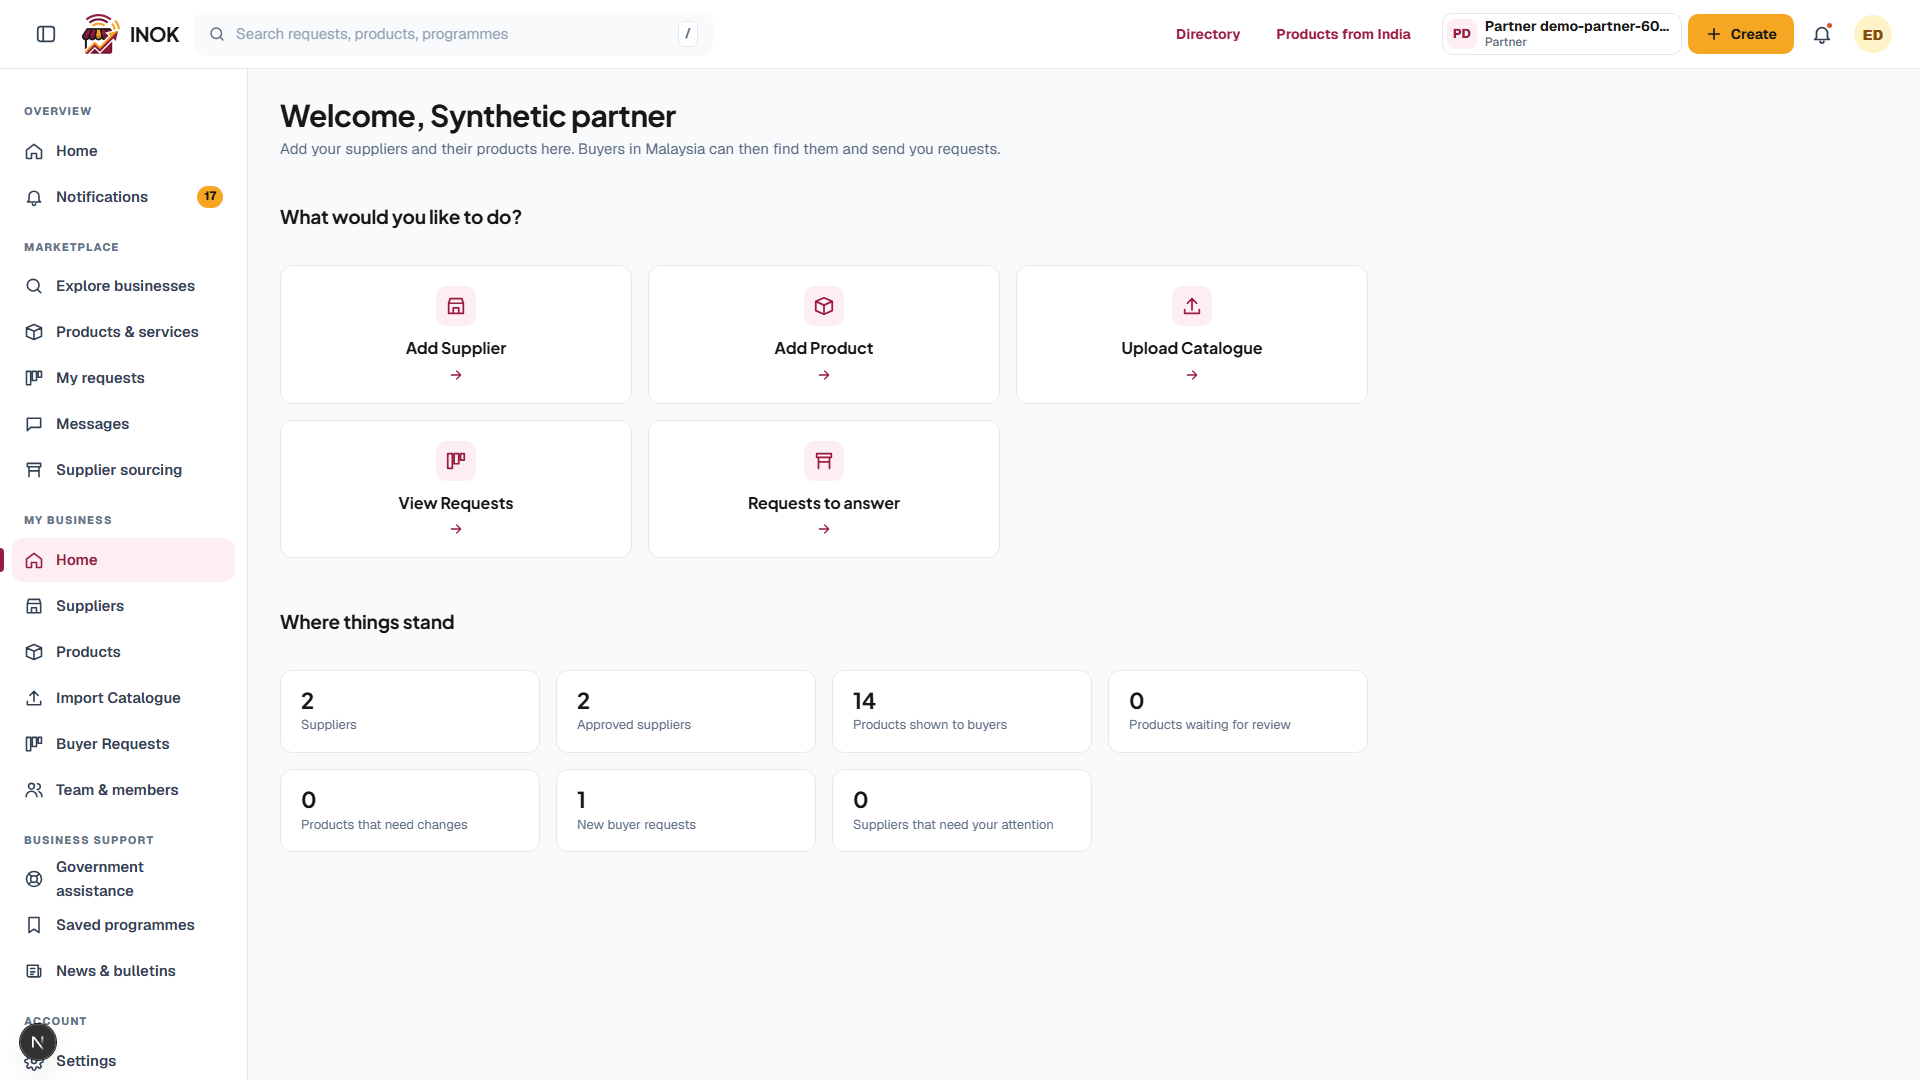 INOK
Search requests, products, programmes
/
Directory
Products from India
PD
Partner demo-partner-60...
Partner
Create
ED
OVERVIEW
Home
Notifications
17
MARKETPLACE
Explore businesses
Products & services
My requests
Messages
Supplier sourcing
MY BUSINESS
Home
Suppliers
Products
Import Catalogue
Buyer Requests
Team & members
BUSINESS SUPPORT
Government
assistance
Saved programmes
News & bulletins
ACCOUNT
N
Settings
Welcome, Synthetic partner
Add your suppliers and their products here. Buyers in Malaysia can then find them and send you requests.
What would you like to do?
Add Supplier
Add Product
Upload Catalogue
View Requests
Requests to answer
Where things stand
2
Suppliers
2
Approved suppliers
14
Products shown to buyers
0
Products waiting for review
0
Products that need changes
1
New buyer requests
0
Suppliers that need your attention